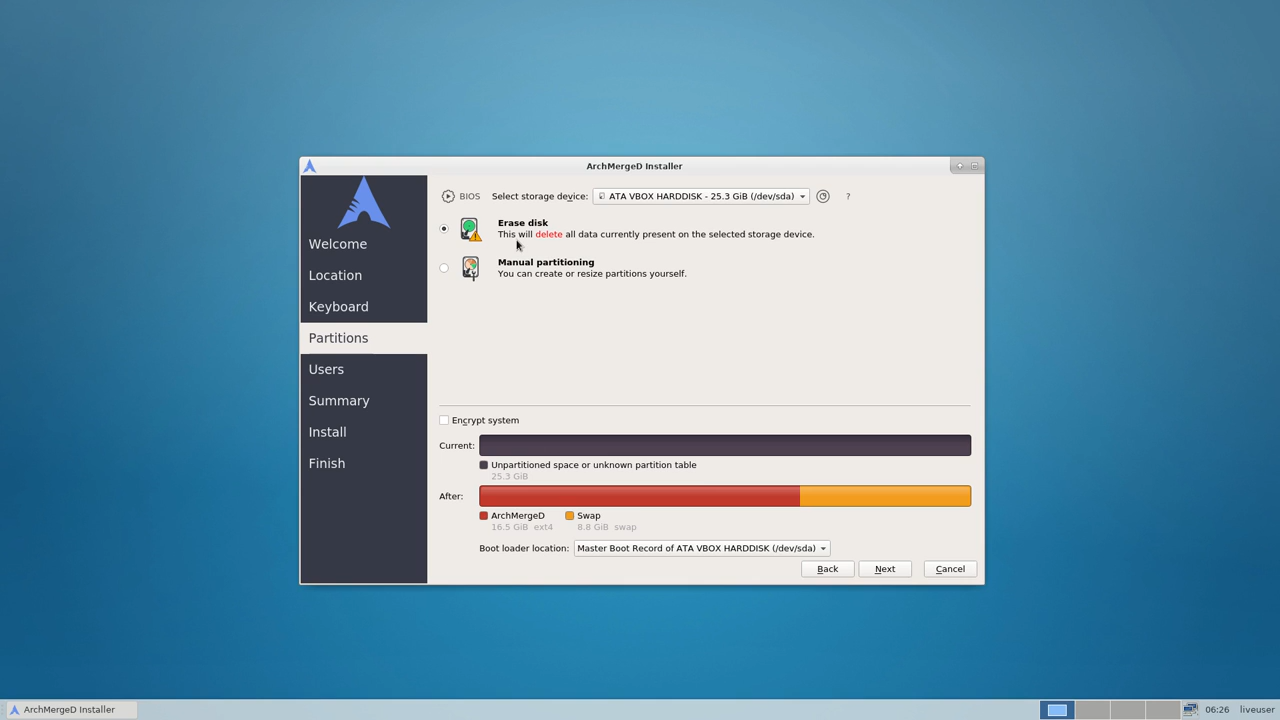 ArchMergeD Installer
Welcome
Location
Keyboard
Partitions
Users
Summary
Install
Finish
BIOS Select storage device: ATA VBOX HARDDISK - 25.3 GiB (/dev/sda) ?
Erase disk
This will delete all data currently present on the selected storage device.
Manual partitioning
You can create or resize partitions yourself.
Encrypt system
Current:
Unpartitioned space or unknown partition table
25.3 GiB
After:
ArchMergeD Swap
16.5 GiB ext4 8.8 GiB swap
Boot loader location: Master Boot Record of ATA VBOX HARDDISK (/dev/sda)
Back Next Cancel
ArchMergeD Installer 06:26 liveuser